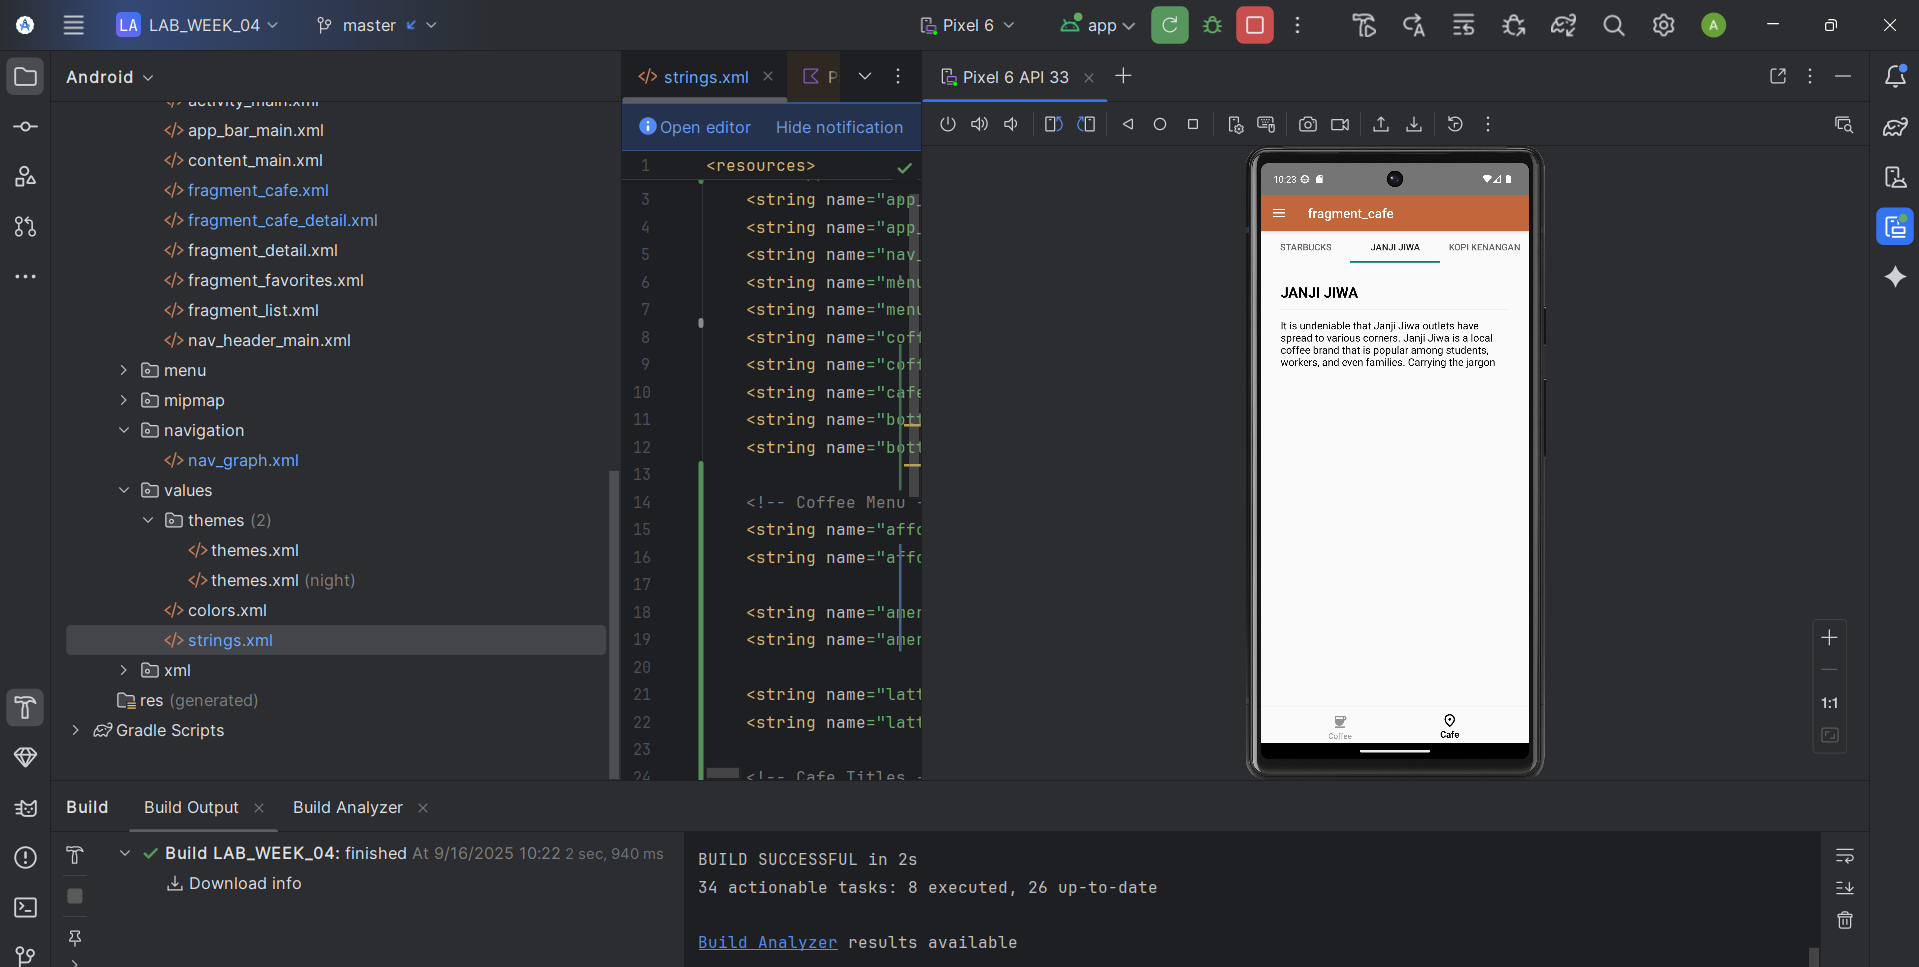 LA LAB_WEEK_04 master Pixel 6 app A
Android
strings.xml
P
Pixel 6 API 33
activity_main.xml
app_bar_main.xml
content_main.xml
fragment_cafe.xml
fragment_cafe_detail.xml
fragment_detail.xml
fragment_favorites.xml
fragment_list.xml
nav_header_main.xml
menu
mipmap
navigation
nav_graph.xml
values
themes (2)
themes.xml
themes.xml (night)
colors.xml
strings.xml
xml
res (generated)
Gradle Scripts
Open editor Hide notification
1 <resources>
3 <string name="app_
4 <string name="app_
5 <string name="nav_
6 <string name="menu
7 <string name="menu
8 <string name="coff
9 <string name="coff
10 <string name="cafe
11 <string name="bott
12 <string name="bott
13
14 <!-- Coffee Menu -
15 <string name="affo
16 <string name="affo
17
18 <string name="amer
19 <string name="amer
20
21 <string name="latt
22 <string name="latt
23
24 <!-- Cafe Titles -
10:23
fragment_cafe
STARBUCKS JANJI JIWA KOPI KENANGAN
JANJI JIWA
It is undeniable that Janji Jiwa outlets have
spread to various corners. Janji Jiwa is a local
coffee brand that is popular among students,
workers, and even families. Carrying the jargon
Coffee Cafe
1:1
Build Build Output Build Analyzer
Build LAB_WEEK_04: finished At 9/16/2025 10:22 2 sec, 940 ms
Download info
BUILD SUCCESSFUL in 2s
34 actionable tasks: 8 executed, 26 up-to-date
Build Analyzer results available